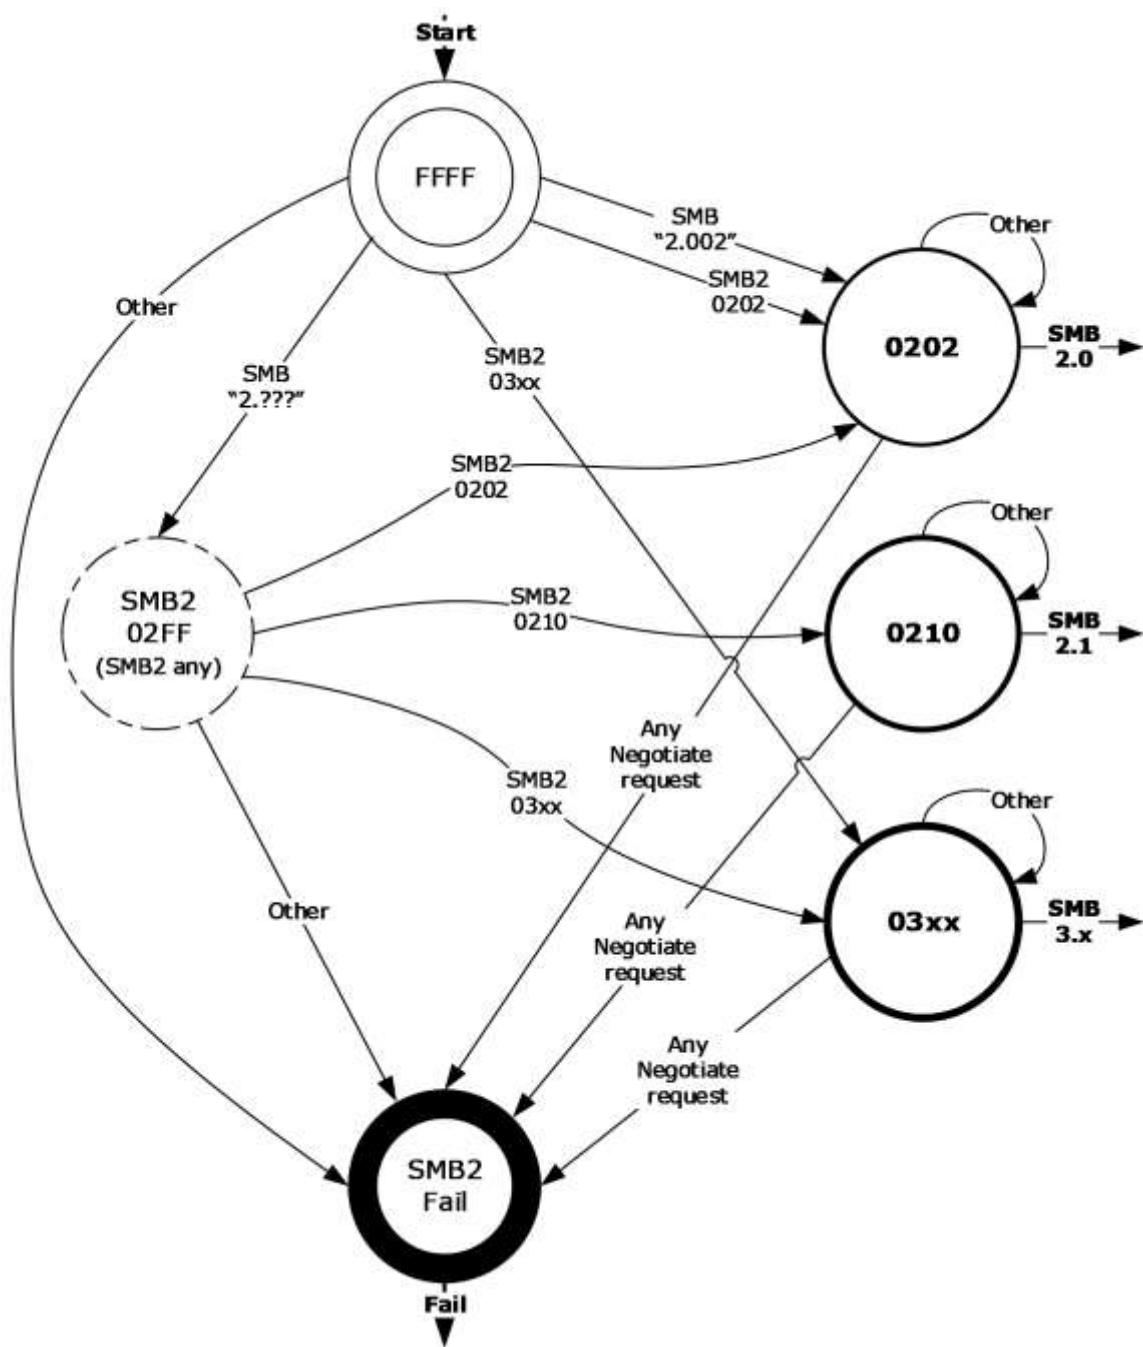 Start
FFFF
SMB
“2.002”
Other
SMB2
0202
Other
0202
SMB
2.0
SMB2
03xx
SMB
“2.???”
SMB2
0202
Other
SMB2
02FF
(SMB2 any)
SMB2
0210
0210
SMB
2.1
Any
Negotiate
request
SMB2
03xx
Other
Other
Any
Negotiate
request
03xx
SMB
3.x
Any
Negotiate
request
SMB2
Fail
Fail